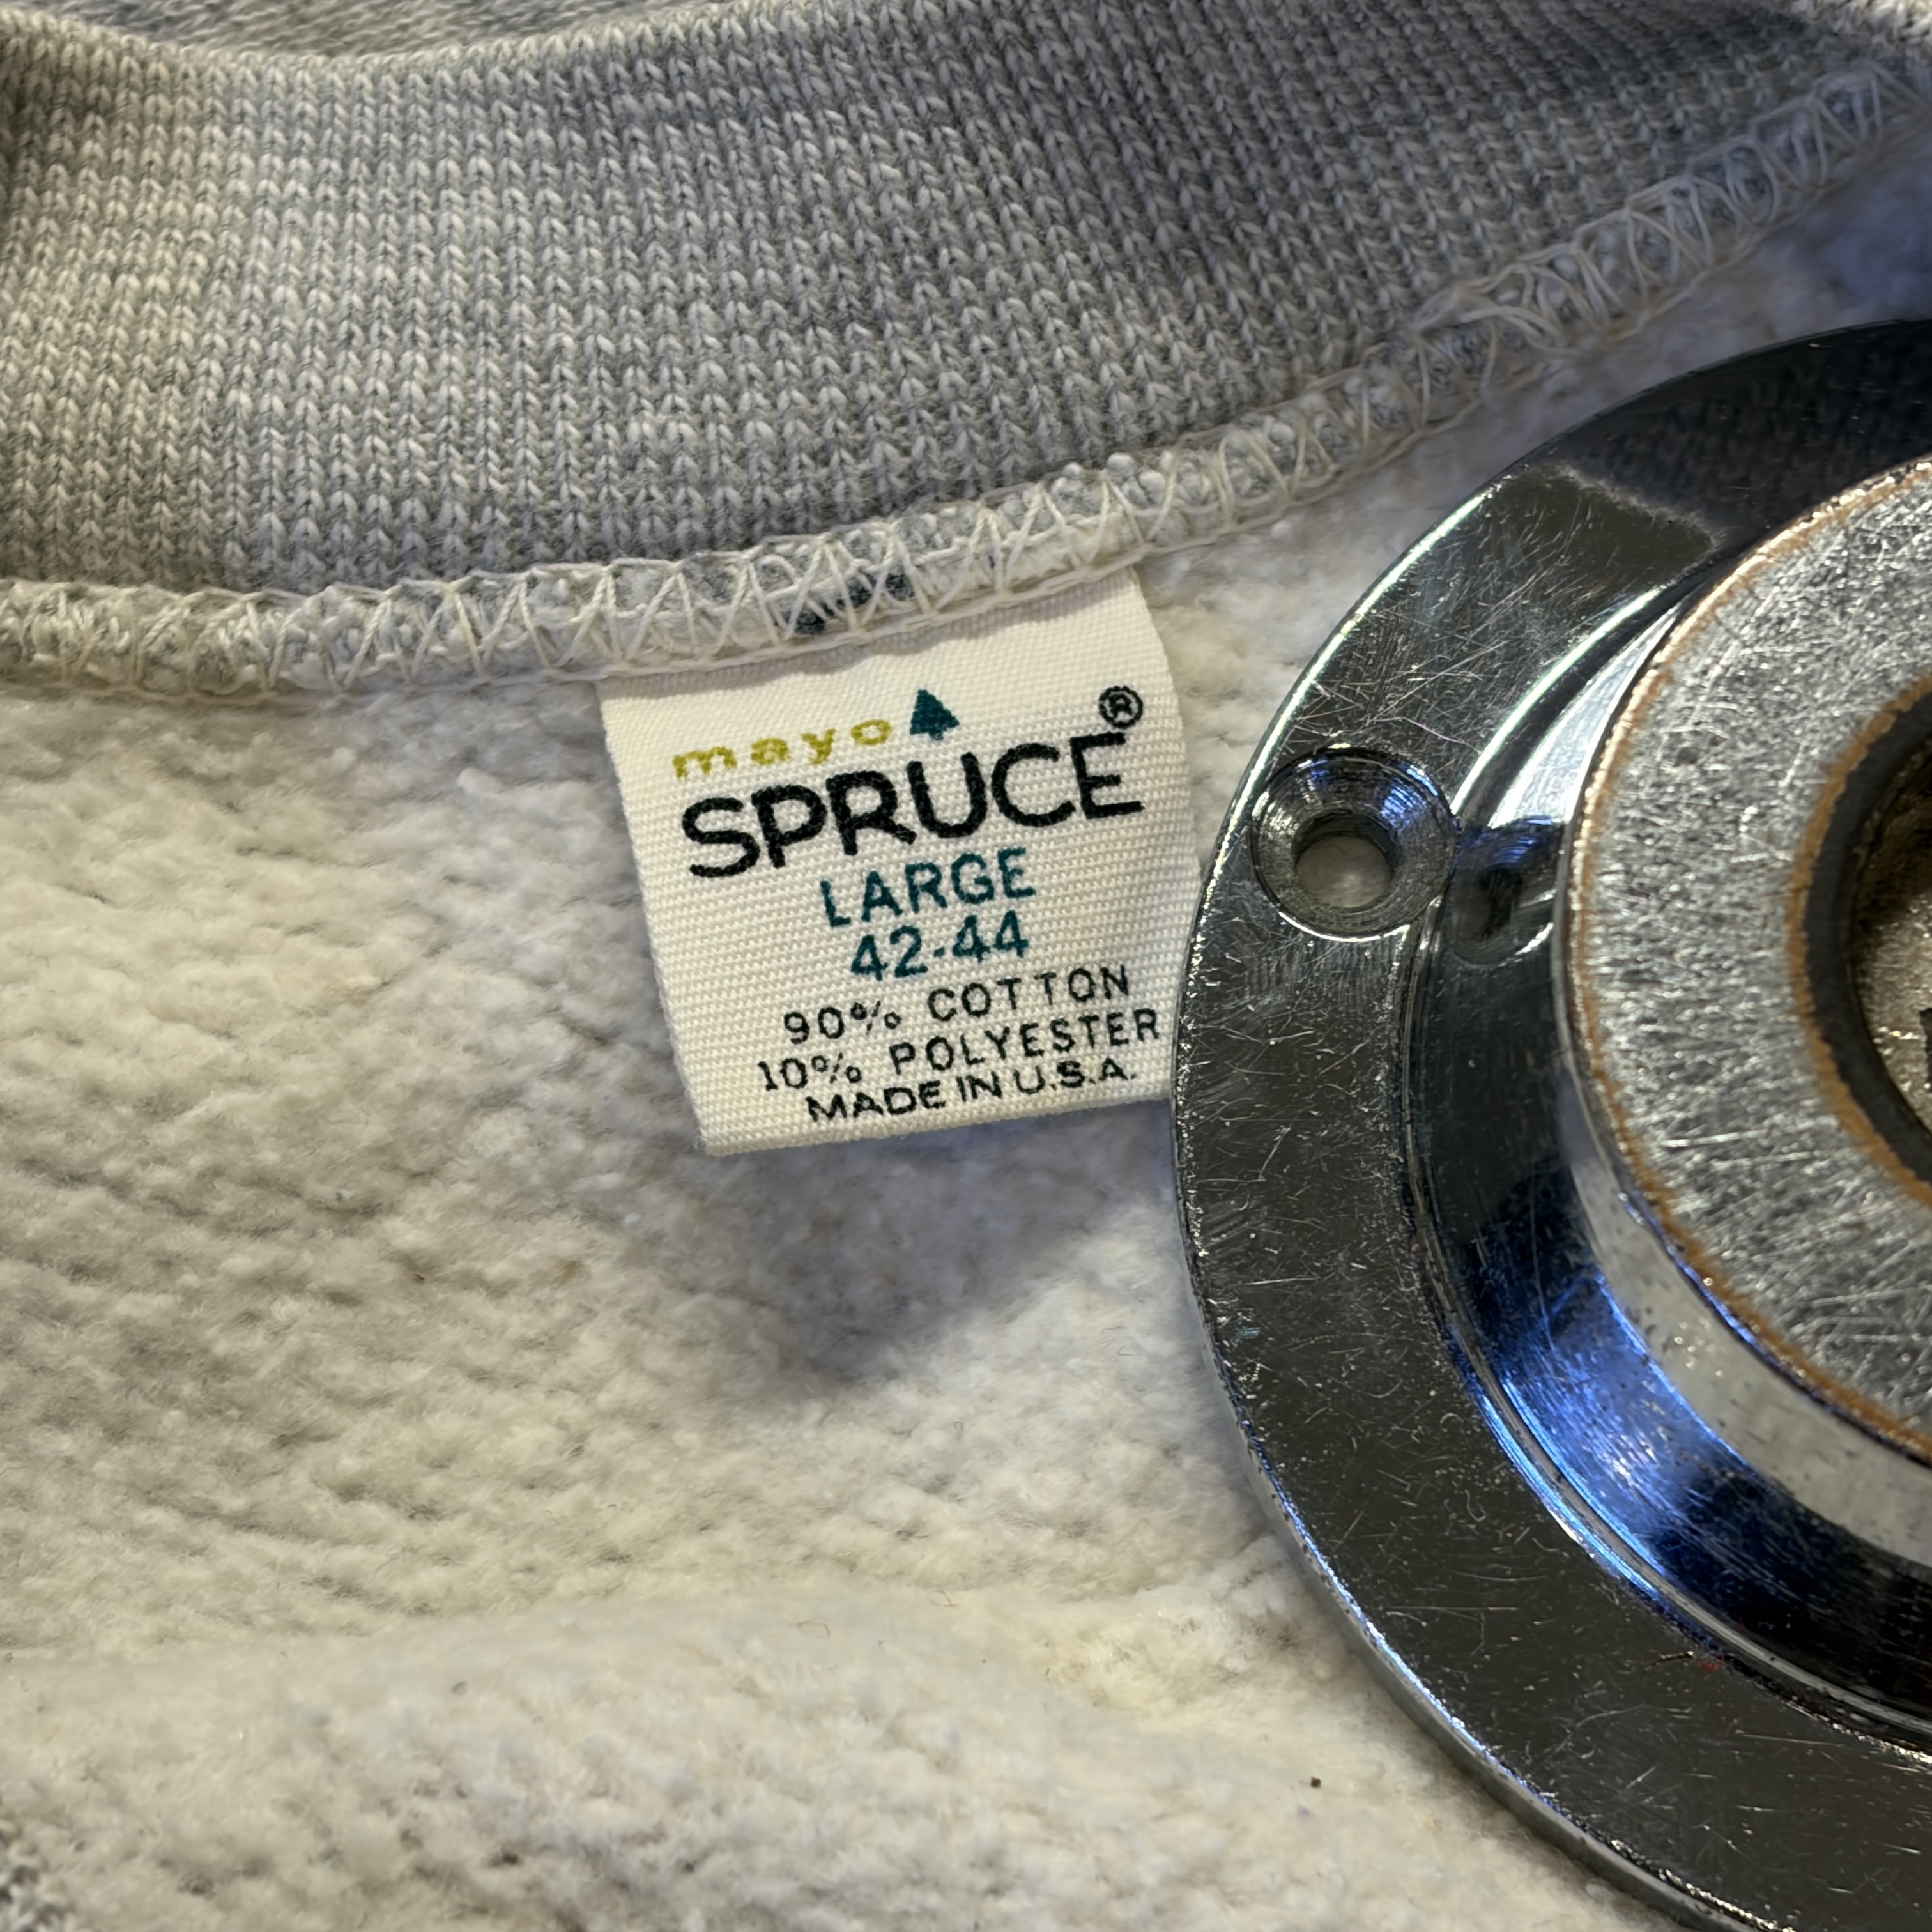 mayo
SPRUCE®
LARGE
42-44
90% COTTON
10% POLYESTER
MADE IN U.S.A.